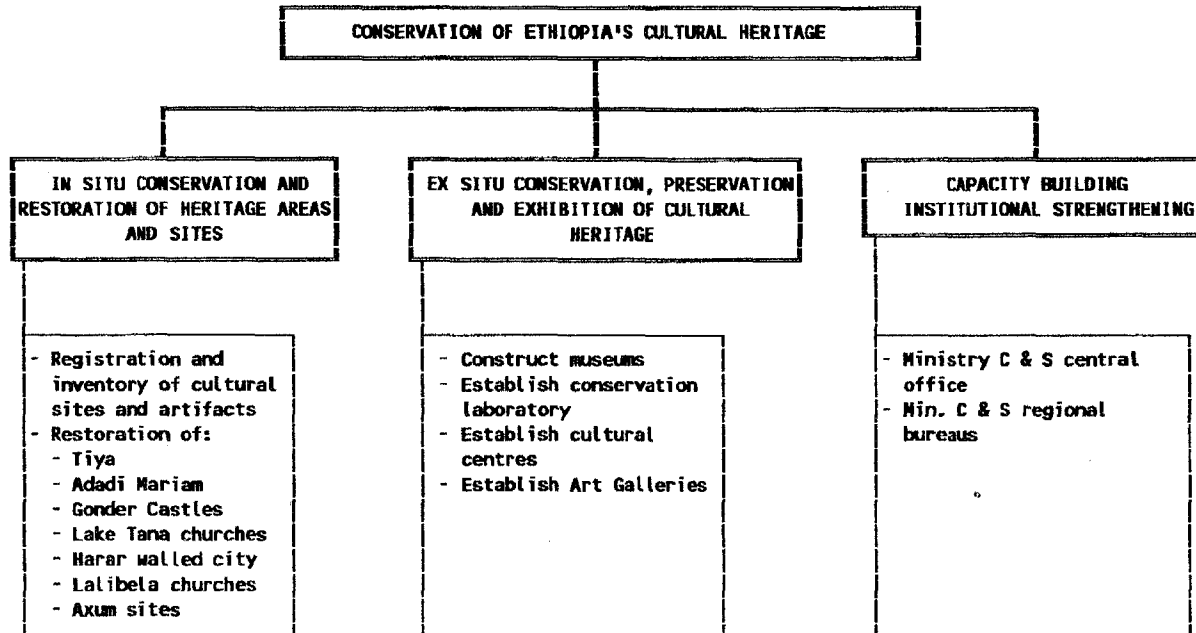 CONSERVATION OF ETHIOPIA'S CULTURAL HERITAGE
IN SITU CONSERVATION AND
RESTORATION OF HERITAGE AREAS
AND SITES
EX SITU CONSERVATION, PRESERVATION
AND EXHIBITION OF CULTURAL
HERITAGE
CAPACITY BUILDING
INSTITUTIONAL STRENGTHENING
- Registration and
inventory of cultural
sites and artifacts
- Restoration of:
- Tiya
- Adadi Mariam
- Gonder Castles
- Lake Tana churches
- Harar walled city
- Lalibela churches
- Axum sites
- Construct museums
- Establish conservation
laboratory
- Establish cultural
centres
- Establish Art Galleries
- Ministry C & S central
office
- Min. C & S regional
bureaus